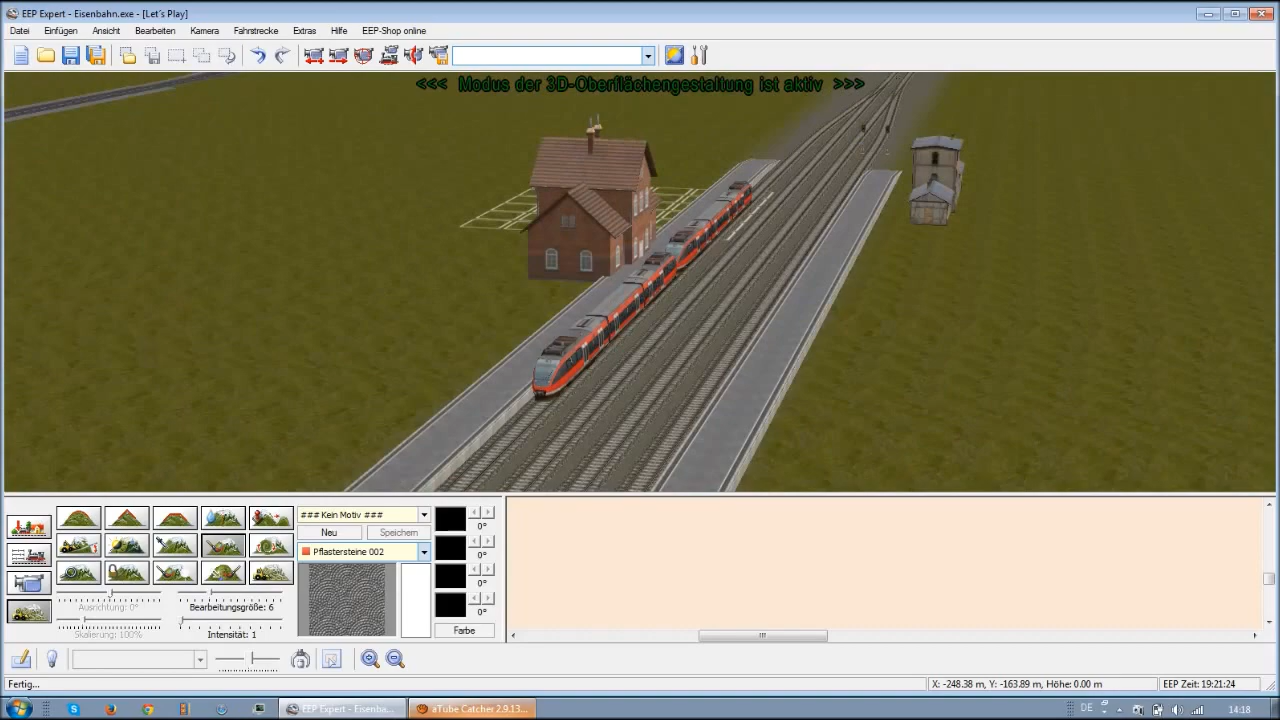 EEP Expert - Eisenbahn.exe - [Let´s Play]
Datei Einfügen Ansicht Bearbeiten Kamera Fahrstrecke Extras Hilfe EEP-Shop online
<<< Modus der 3D-Oberflächengestaltung ist aktiv >>>
### Kein Motiv ###
0°
Neu Speichern
Pflastersteine 002
0°
0°
Ausrichtung: 0° Bearbeitungsgröße: 6
0°
Skalierung: 100% Intensität: 1
Farbe
Fertig...
X: -248.38 m, Y: -163.89 m, Höhe: 0.00 m
EEP Zeit: 19:21:24
EEP Expert - Eisenba...
aTube Catcher 2.9.13...
DE
14:18